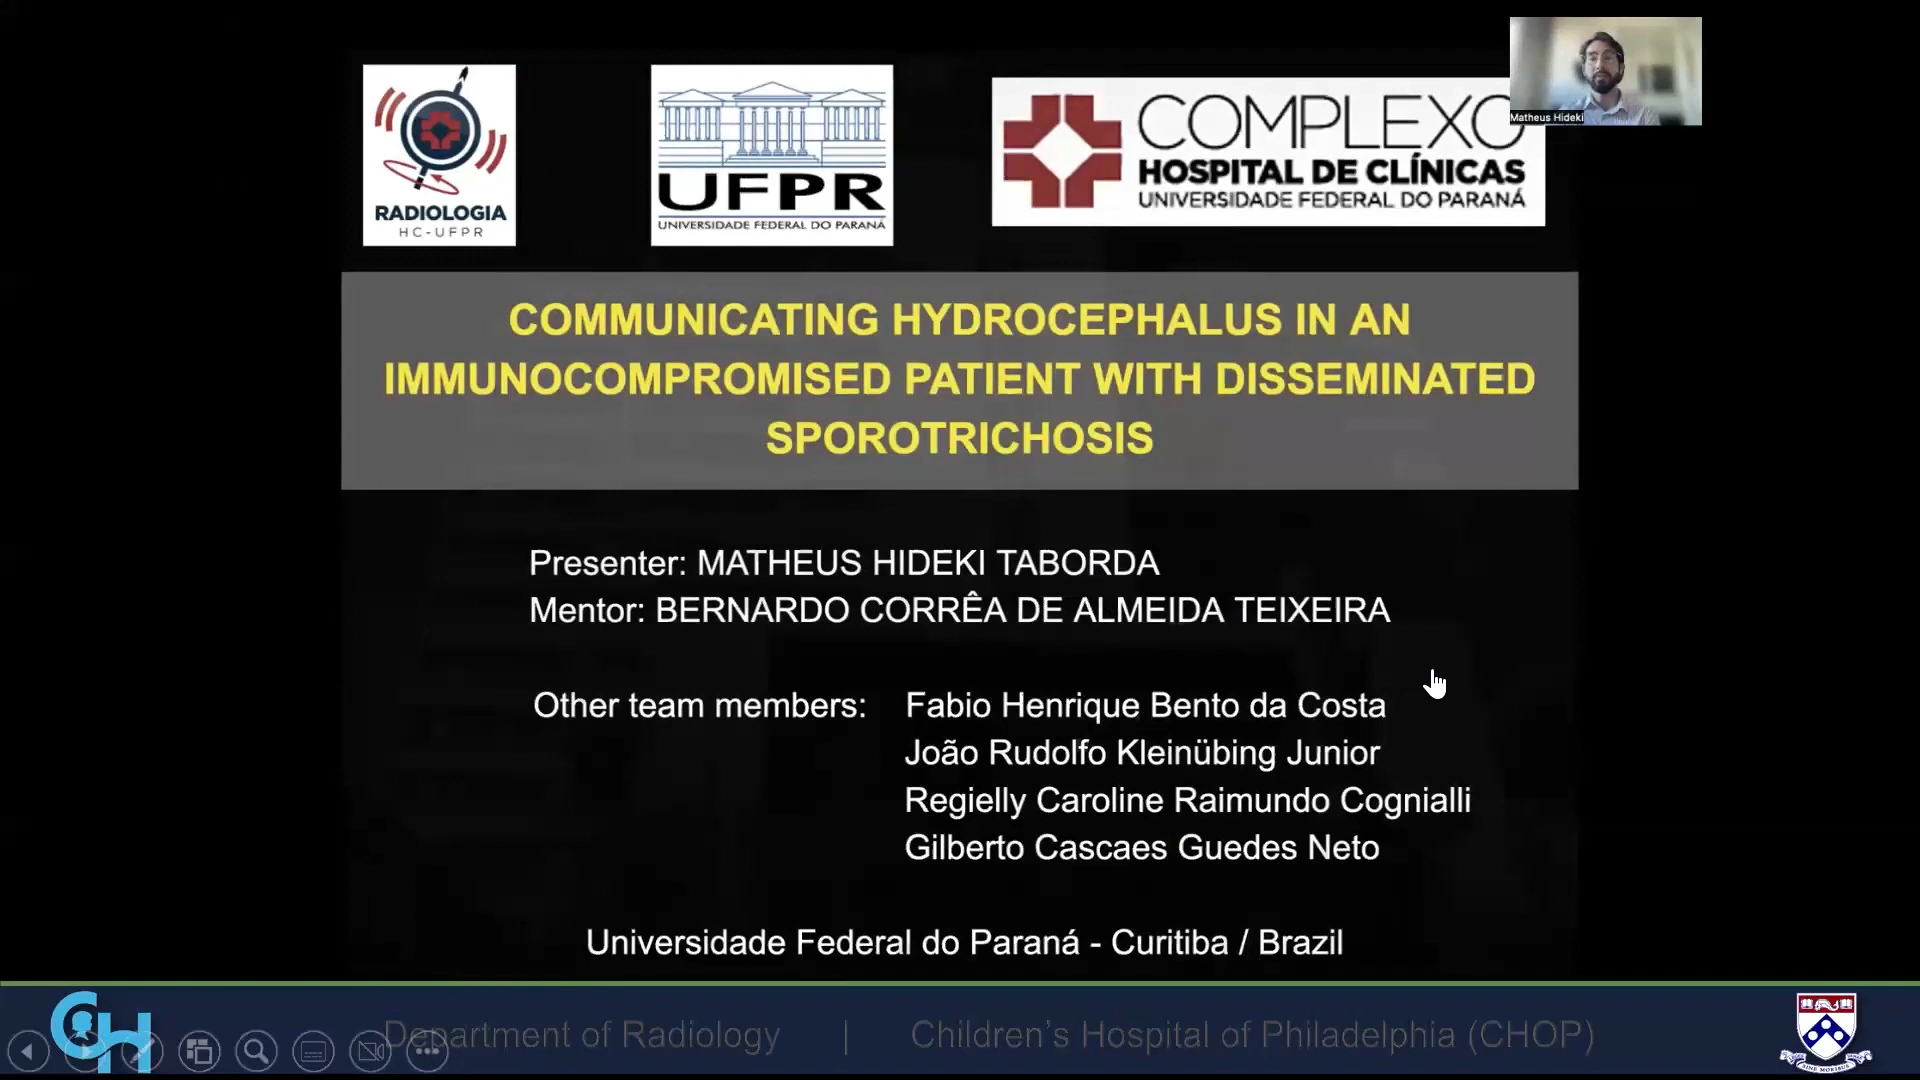 RADIOLOGIA
HC-UFPR
UFPR
UNIVERSIDADE FEDERAL DO PARANÁ
COMPLEXO
HOSPITAL DE CLÍNICAS
UNIVERSIDADE FEDERAL DO PARANÁ
Matheus Hideki
COMMUNICATING HYDROCEPHALUS IN AN
IMMUNOCOMPROMISED PATIENT WITH DISSEMINATED
SPOROTRICHOSIS
Presenter: MATHEUS HIDEKI TABORDA
Mentor: BERNARDO CORRÊA DE ALMEIDA TEIXEIRA
Other team members: Fabio Henrique Bento da Costa
João Rudolfo Kleinübing Junior
Regielly Caroline Raimundo Cognialli
Gilberto Cascaes Guedes Neto
Universidade Federal do Paraná - Curitiba / Brazil
CH
Department of Radiology | Children's Hospital of Philadelphia (CHOP)